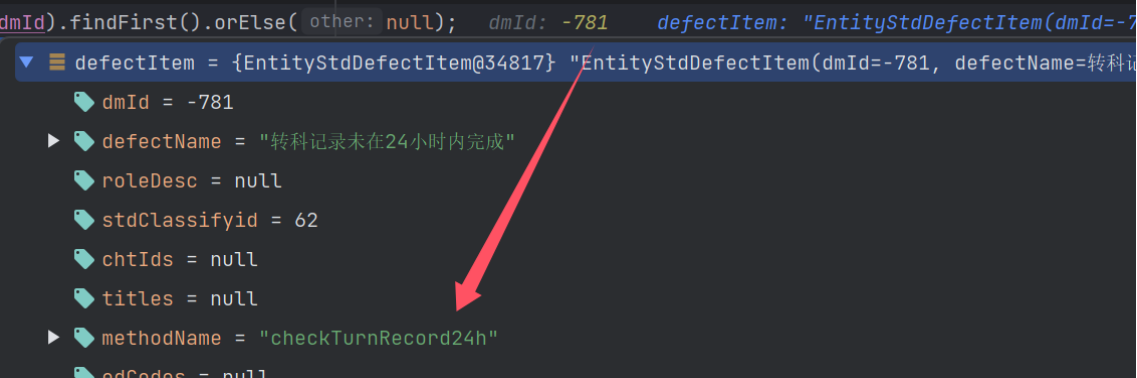 dmId).findFirst().orElse( other: null); dmId: -781 defectItem: "EntityStdDefectItem(dmId=-7
defectItem = {EntityStdDefectItem@34817} "EntityStdDefectItem(dmId=-781, defectName=转科记
dmId = -781
defectName = "转科记录未在24小时内完成"
roleDesc = null
stdClassifyid = 62
chtIds = null
titles = null
methodName = "checkTurnRecord24h"
edCodes = null